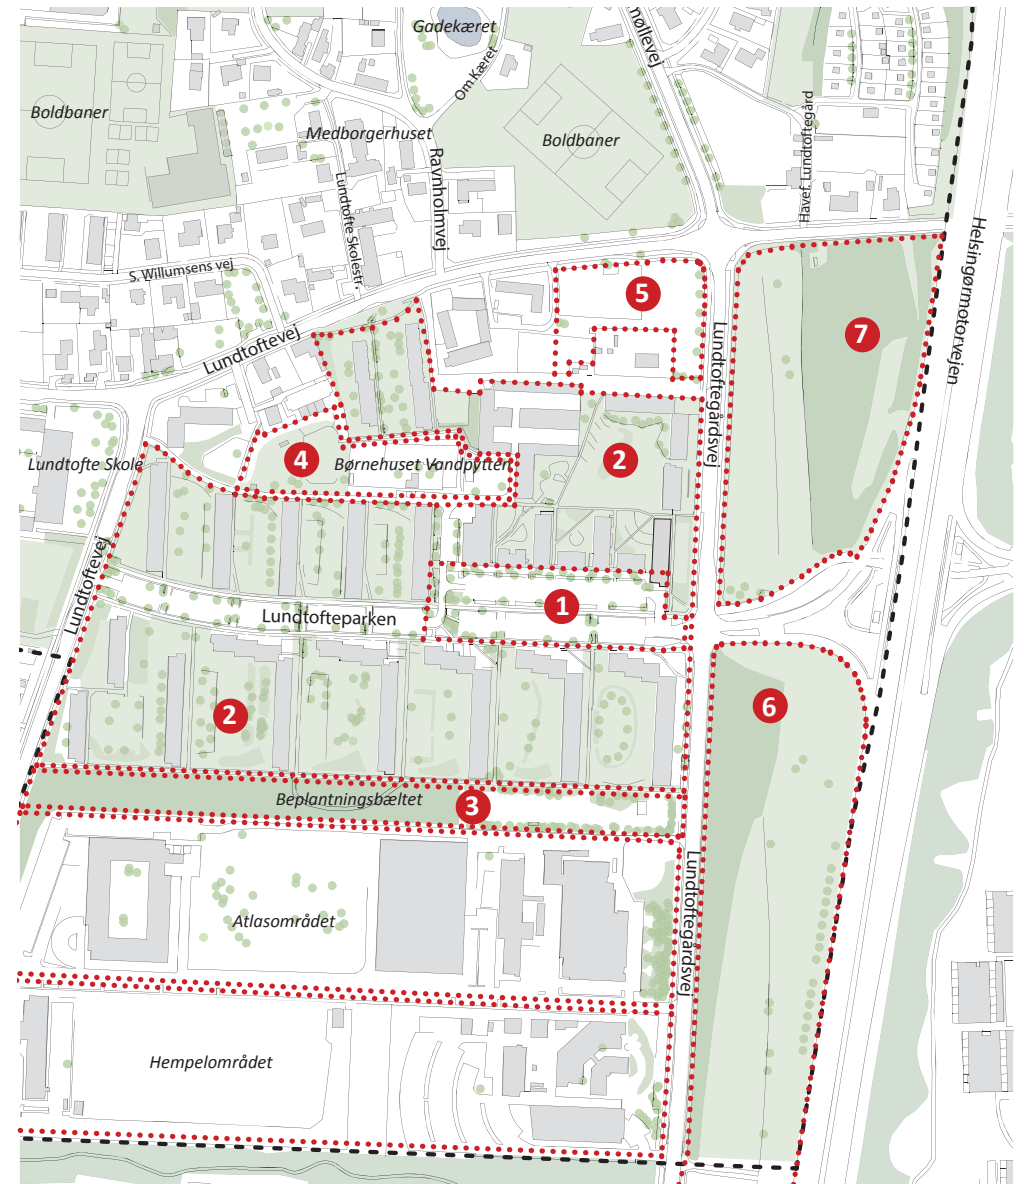 Gadekæret
møllevej
Om Kæret
Boldbaner
Medborgerhuset
Boldbaner
Ravnholmvej
Lundtofte Skolestr.
Havef. Lundtoftegård
Helsingørmotorvejen
S. Willumsens vej
5
7
Lundtoftevej
Lundtoftegårdsvej
Lundtofte Skole
4
Børnehuset Vandpytten
2
Lundtoftevej
Lundtofteparken
1
2
6
Beplantningsbæltet
3
Lundtoftegårdsvej
Atlasområdet
Hempelområdet